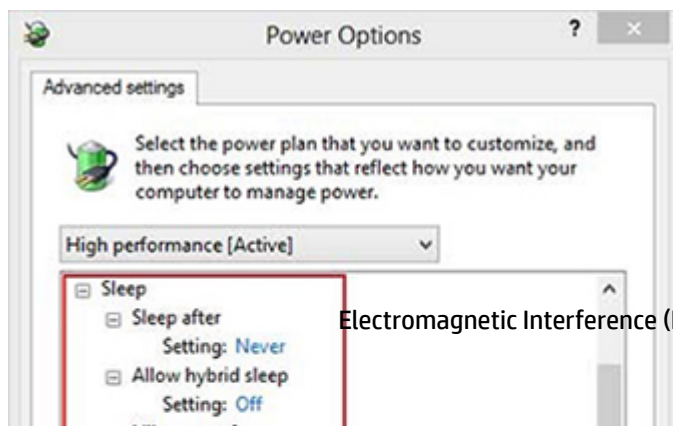 Power Options
?
Advanced settings
Select the power plan that you want to customize, and
then choose settings that reflect how you want your
computer to manage power.
High performance [Active]
Sleep
Sleep after
Electromagnetic Interference (
Setting: Never
Allow hybrid sleep
Setting: Off